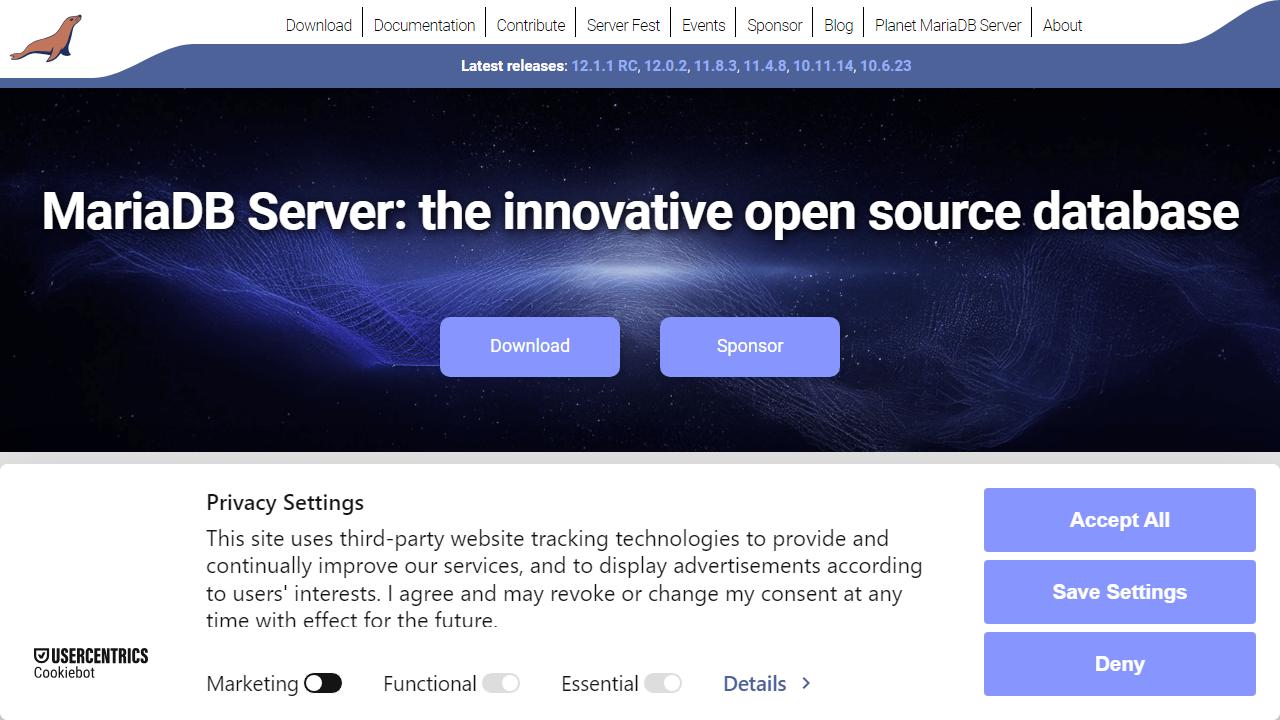 Download
Documentation
Contribute
Server Fest
Events
Sponsor
Blog
Planet MariaDB Server
About
Latest releases: 12.1.1 RC, 12.0.2, 11.8.3, 11.4.8, 10.11.14, 10.6.23
MariaDB Server: the innovative open source database
Download
Sponsor
Privacy Settings
This site uses third-party website tracking technologies to provide and
continually improve our services, and to display advertisements according
to users' interests. I agree and may revoke or change my consent at any
time with effect for the future.
Marketing
Functional
Essential
Details
Accept All
Save Settings
Deny
USERCENTRICS
Cookiebot